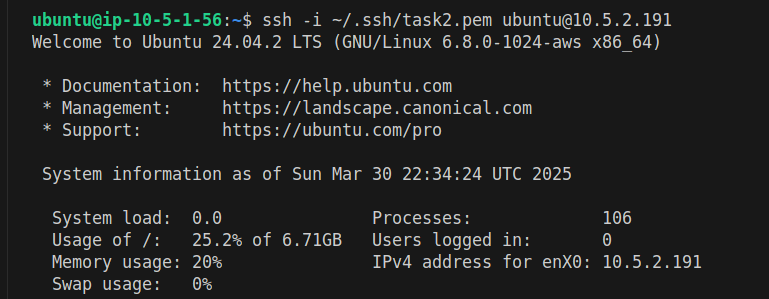 ubuntu@ip-10-5-1-56:~$ ssh -i ~/.ssh/task2.pem ubuntu@10.5.2.191
Welcome to Ubuntu 24.04.2 LTS (GNU/Linux 6.8.0-1024-aws x86_64)
* Documentation:  https://help.ubuntu.com
* Management:     https://landscape.canonical.com
* Support:        https://ubuntu.com/pro
System information as of Sun Mar 30 22:34:24 UTC 2025
System load:  0.0               Processes:             106
Usage of /:   25.2% of 6.71GB   Users logged in:       0
Memory usage: 20%               IPv4 address for enX0: 10.5.2.191
Swap usage:   0%